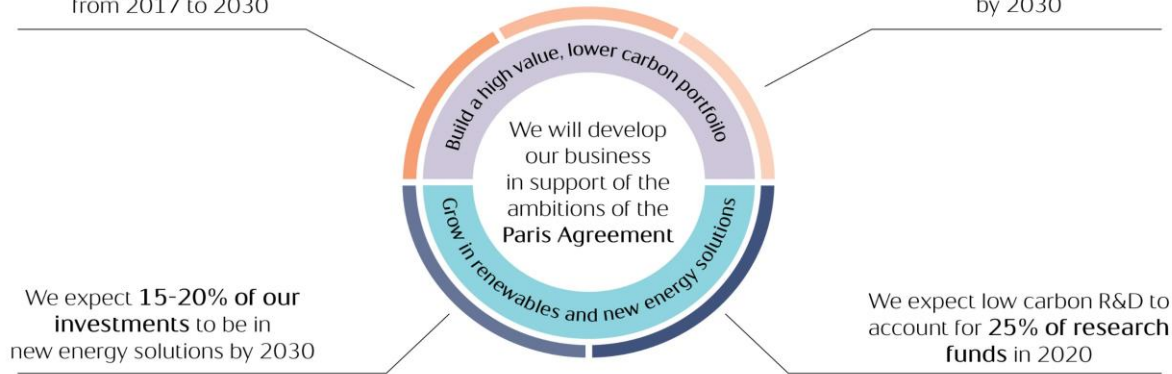 from 2017 to 2030
by 2030
Build a high value, lower carbon portfoilo
We will develop
our business
in support of the
ambitions of the
Paris Agreement
Grow in renewables and new energy solutions
We expect 15-20% of our
investments to be in
new energy solutions by 2030
We expect low carbon R&D to
account for 25% of research
funds in 2020